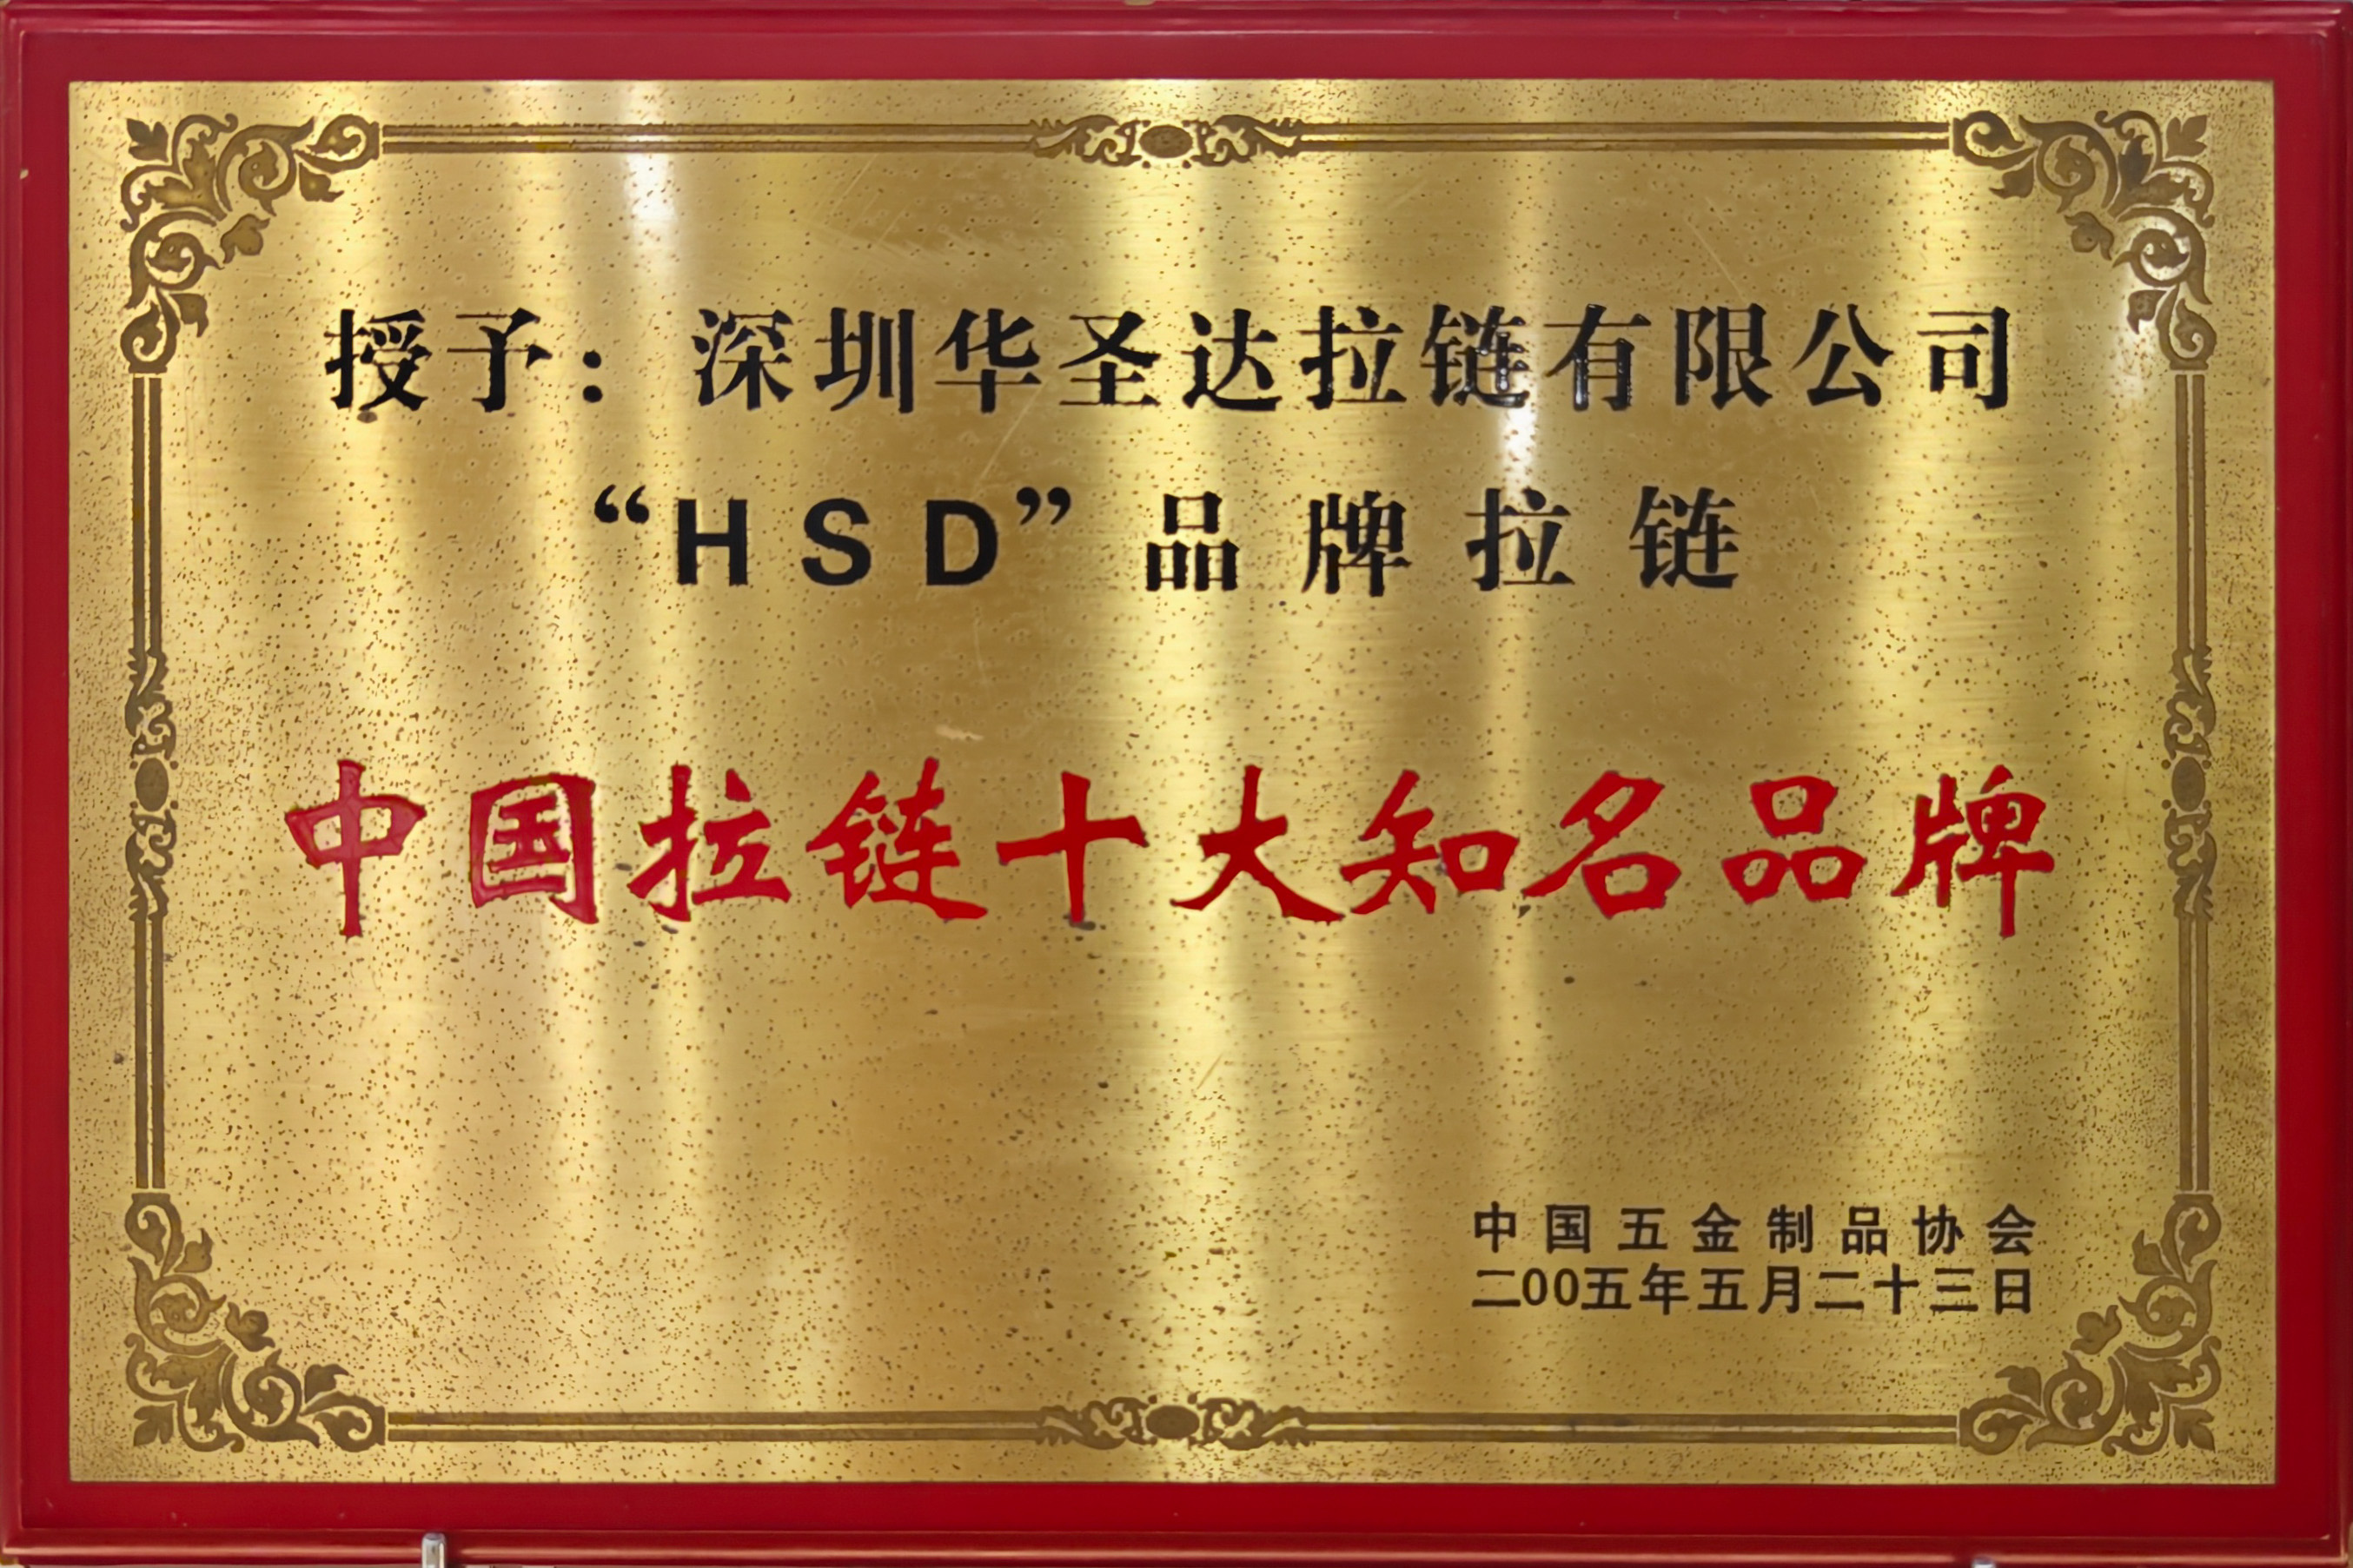 授予：深圳华圣达拉链有限公司
“HSD”品牌拉链
中国拉链十大知名品牌
中国五金制品协会
二00五年五月二十三日